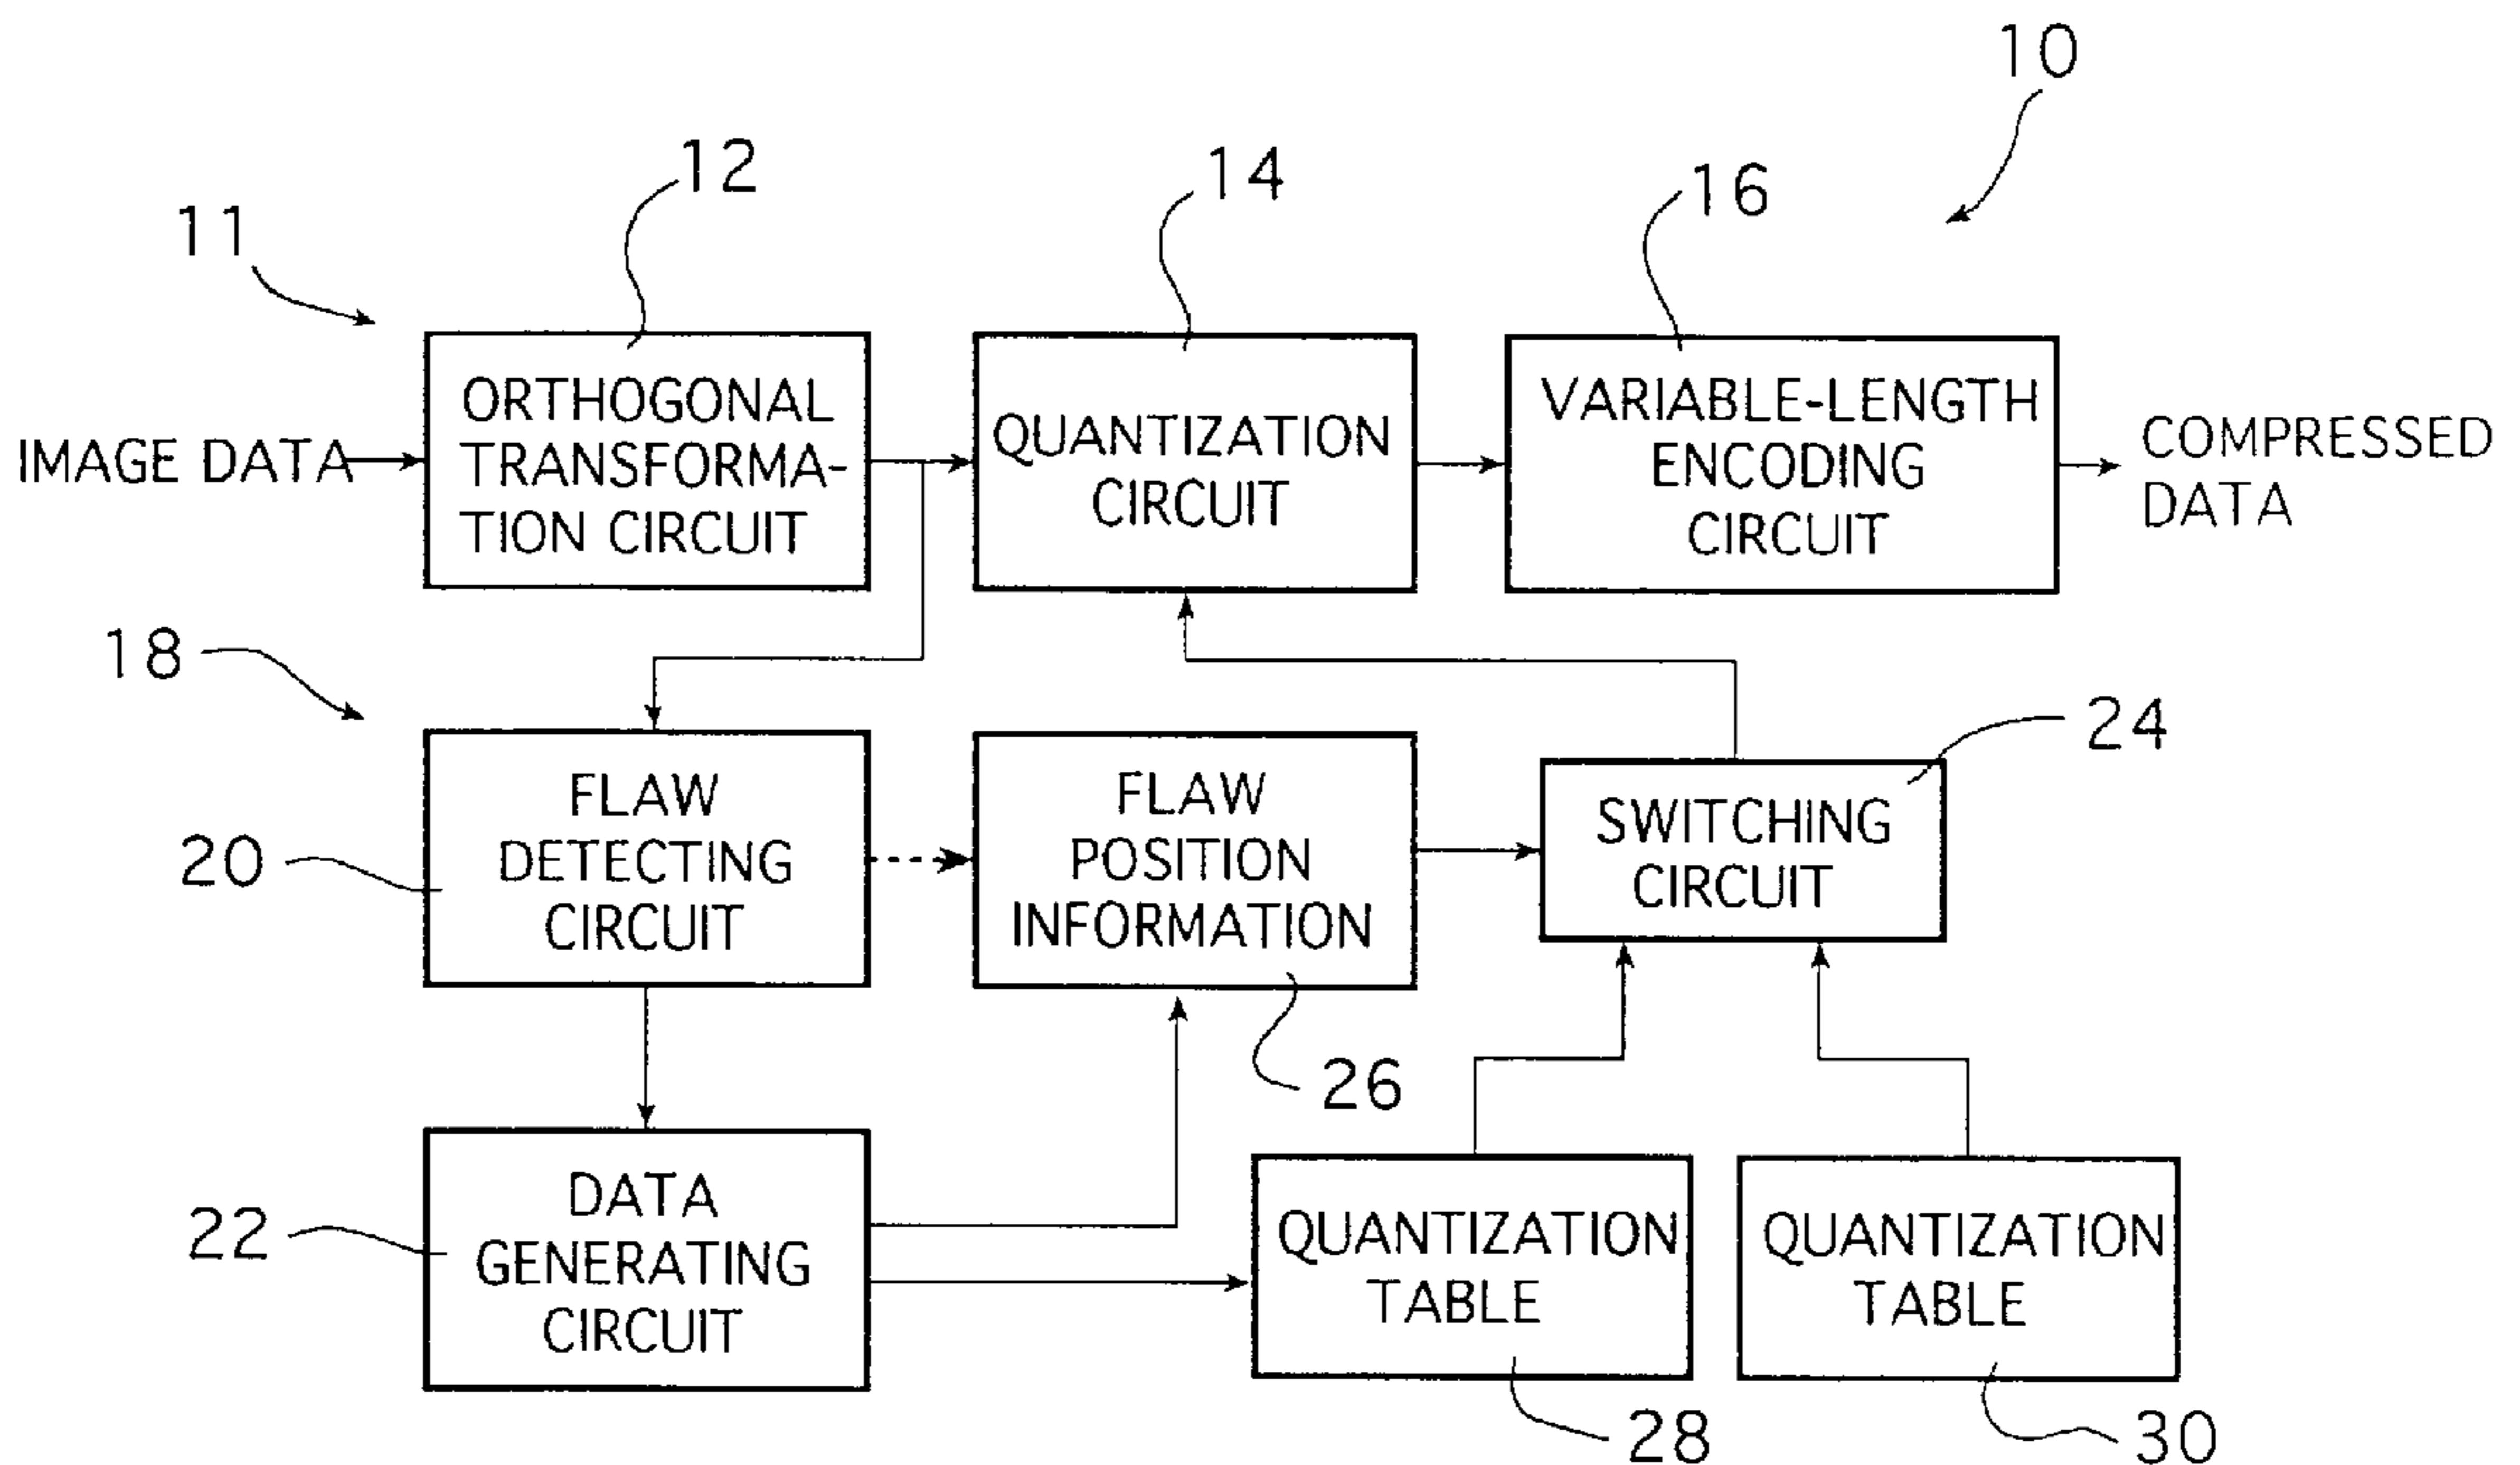 10
12
14
16
11
IMAGE DATA
ORTHOGONAL
TRANSFORMA-
TION CIRCUIT
QUANTIZATION
CIRCUIT
VARIABLE-LENGTH
ENCODING
CIRCUIT
COMPRESSED
DATA
18
24
20
FLAW
DETECTING
CIRCUIT
FLAW
POSITION
INFORMATION
SWITCHING
CIRCUIT
26
22
DATA
GENERATING
CIRCUIT
QUANTIZATION
TABLE
QUANTIZATION
TABLE
28
30